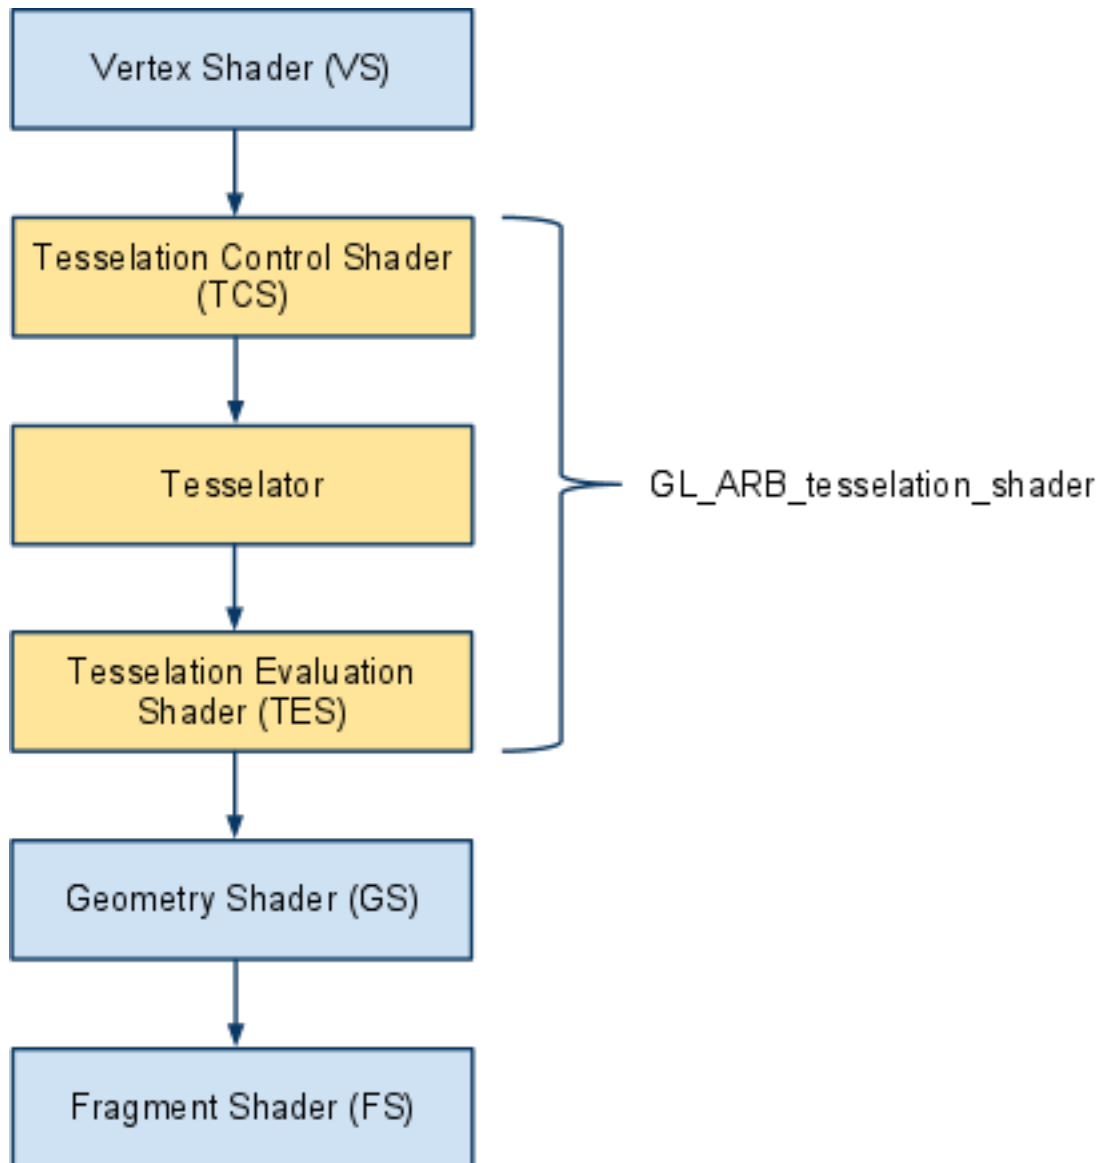 Vertex Shader (VS)
Tesselation Control Shader
(TCS)
Tesselator
GL_ARB_tesselation_shader
Tesselation Evaluation
Shader (TES)
Geometry Shader (GS)
Fragment Shader (FS)